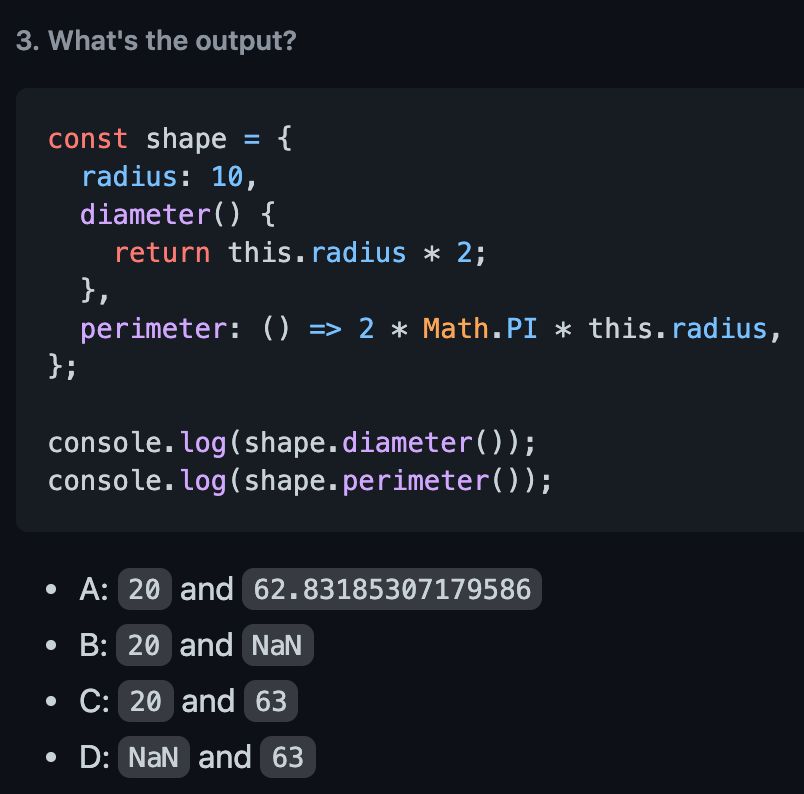 3. What's the output?
const shape = {
  radius: 10,
  diameter() {
    return this.radius * 2;
  },
  perimeter: () => 2 * Math.PI * this.radius,
};

console.log(shape.diameter());
console.log(shape.perimeter());
• A: 20 and 62.83185307179586
• B: 20 and NaN
• C: 20 and 63
• D: NaN and 63